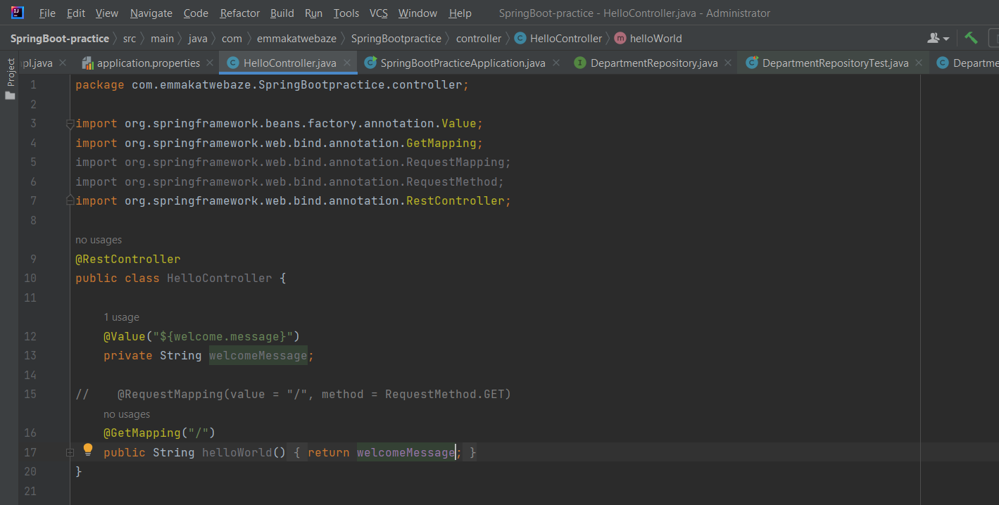 File Edit View Navigate Code Refactor Build Run Tools VCS Window Help SpringBoot-practice - HelloController.java - Administrator
SpringBoot-practice src main java com emmakatwebaze SpringBootpractice controller HelloController helloWorld
pl.java application.properties HelloController.java SpringBootPracticeApplication.java DepartmentRepository.java DepartmentRepositoryTest.java Departme
Project
1 package com.emmakatwebaze.SpringBootpractice.controller;
2
3 import org.springframework.beans.factory.annotation.Value;
4 import org.springframework.web.bind.annotation.GetMapping;
5 import org.springframework.web.bind.annotation.RequestMapping;
6 import org.springframework.web.bind.annotation.RequestMethod;
7 import org.springframework.web.bind.annotation.RestController;
8
no usages
9 @RestController
10 public class HelloController {
11
1 usage
12 @Value("${welcome.message}")
13 private String welcomeMessage;
14
15 // @RequestMapping(value = "/", method = RequestMethod.GET)
no usages
16 @GetMapping("/")
17 public String helloWorld() { return welcomeMessage; }
20 }
21